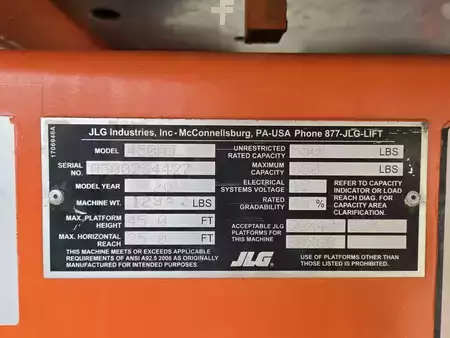 JLG Industries, Inc - McConnellsburg, PA-USA Phone 877-JLG-LIFT
MODEL 450AJ
UNRESTRICTED RATED CAPACITY LBS
SERIAL NO.
MAXIMUM CAPACITY LBS
MODEL YEAR
ELECTRICAL SYSTEMS VOLTAGE
REFER TO CAPACITY INDICATOR OR LOAD REACH DIAG. FOR CAPACITY AREA CLARIFICATION.
MACHINE WT. LBS
RATED GRADABILITY %
MAX. PLATFORM HEIGHT 45.0 FT
ACCEPTABLE JLG PLATFORMS FOR THIS MACHINE
MAX. HORIZONTAL REACH FT
THIS MACHINE MEETS OR EXCEEDS APPLICABLE
REQUIREMENTS OF ANSI A92.5 2006 AS ORIGINALLY
MANUFACTURED FOR INTENDED APPLICATIONS.
JLG
USE OF PLATFORMS OTHER THAN
THOSE LISTED IS PROHIBITED.
1706948A